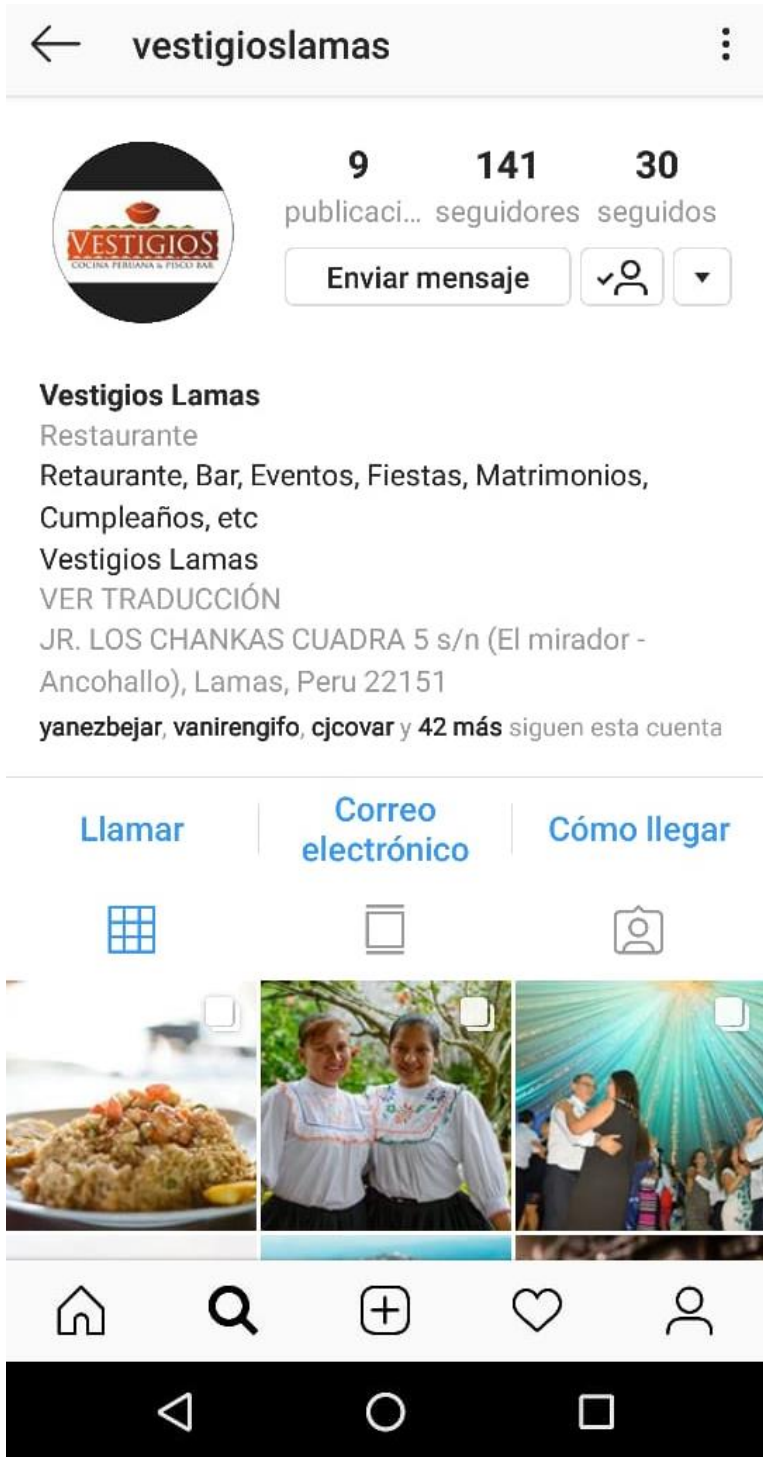 vestigioslamas
VESTIGIOS
COCINA PERUANA & PISCO BAR
9 141 30
publicaci... seguidores seguidos
Enviar mensaje
Vestigios Lamas
Restaurante
Retaurante, Bar, Eventos, Fiestas, Matrimonios,
Cumpleaños, etc
Vestigios Lamas
VER TRADUCCIÓN
JR. LOS CHANKAS CUADRA 5 s/n (El mirador -
Ancohallo), Lamas, Peru 22151
yanezbejar, vanirengifo, cjcovar y 42 más siguen esta cuenta
Llamar
Correo
electrónico
Cómo llegar